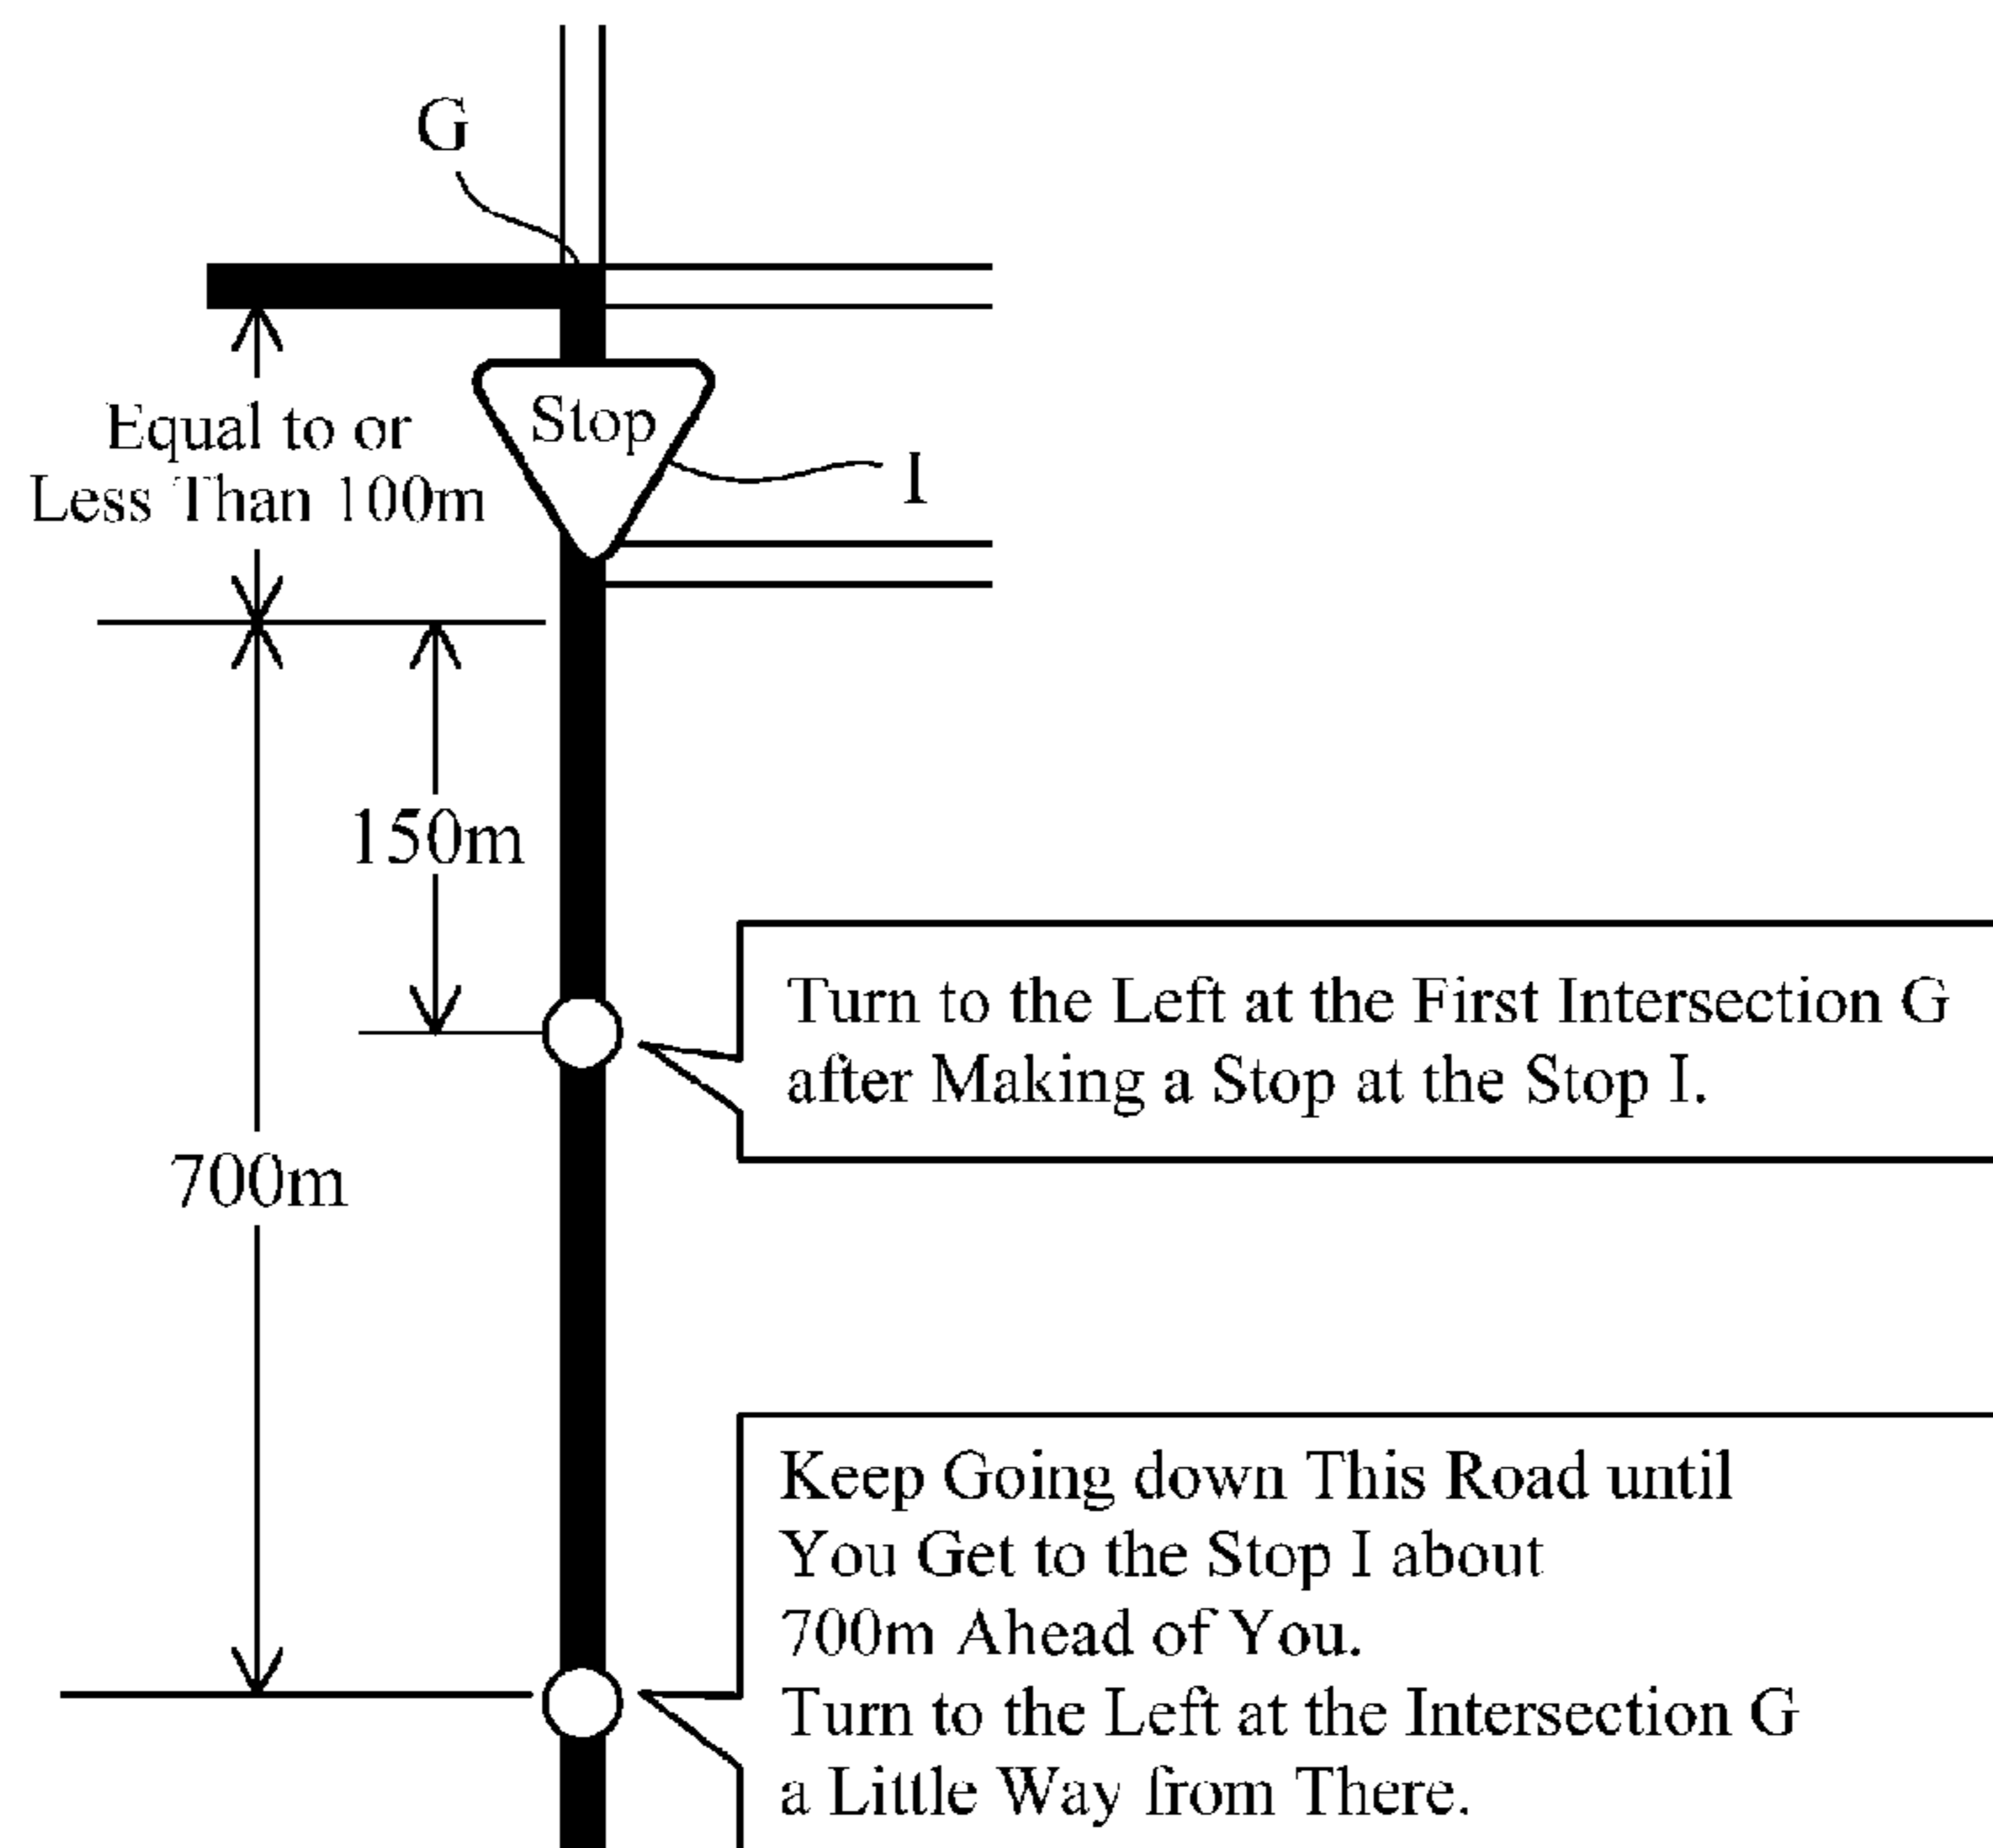 G
Stop
Equal to or
Less Than 100m
I
150m
Turn to the Left at the First Intersection G
after Making a Stop at the Stop I.
700m
Keep Going down This Road until
You Get to the Stop I about
700m Ahead of You.
Turn to the Left at the Intersection G
a Little Way from There.